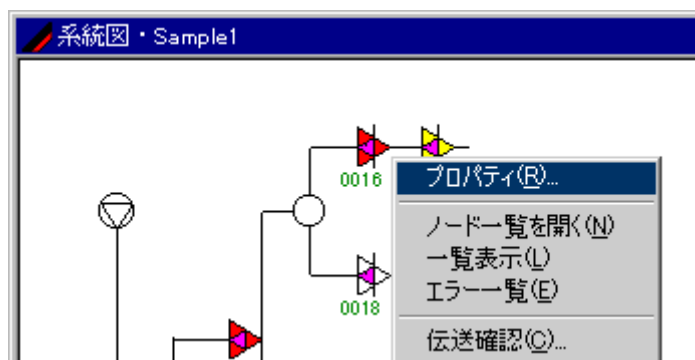 系統図・Sample1
0016
プロパティ(R)...
ノード一覧を開く(N)
一覧表示(L)
エラー一覧(E)
0018
伝送確認(C)...